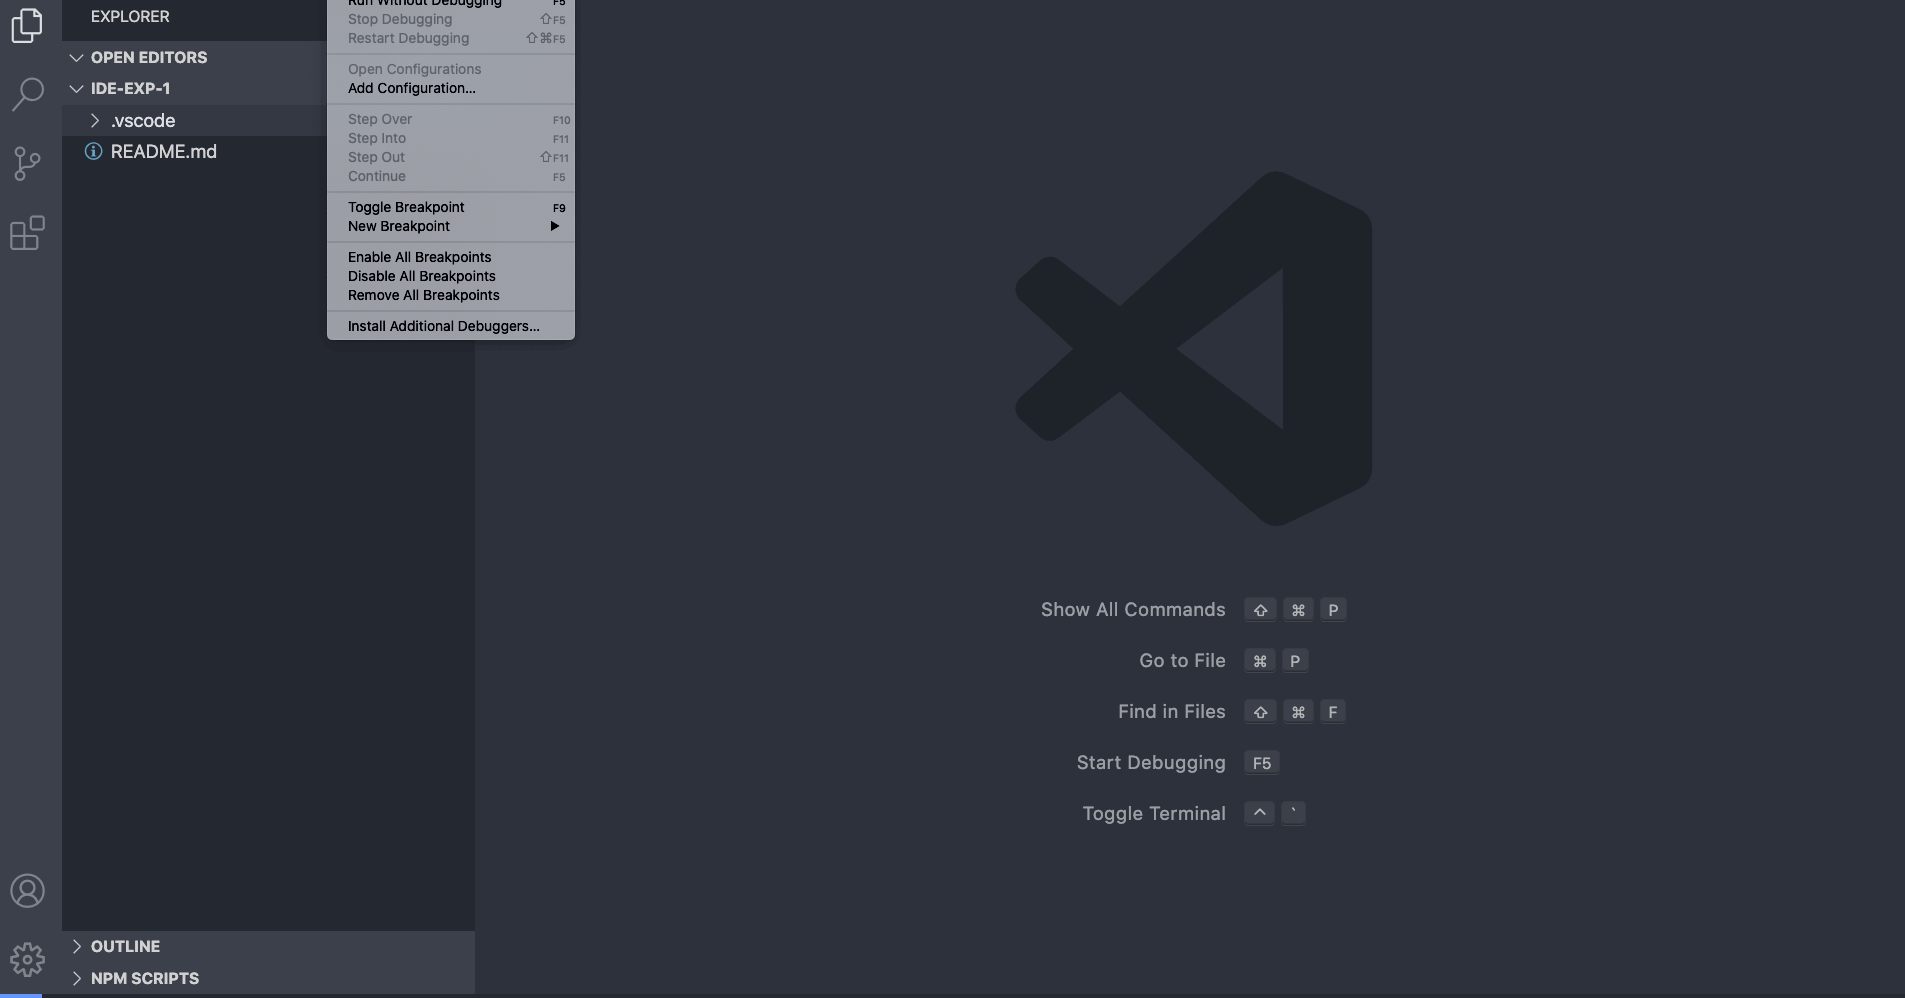 EXPLORER
OPEN EDITORS
IDE-EXP-1
.vscode
README.md
Run Without Debugging F5
Stop Debugging ⇧F5
Restart Debugging ⇧⌘F5
Open Configurations
Add Configuration...
Step Over F10
Step Into F11
Step Out ⇧F11
Continue F5
Toggle Breakpoint F9
New Breakpoint ▶
Enable All Breakpoints
Disable All Breakpoints
Remove All Breakpoints
Install Additional Debuggers...
Show All Commands ⇧ ⌘ P
Go to File ⌘ P
Find in Files ⇧ ⌘ F
Start Debugging F5
Toggle Terminal ^ `
OUTLINE
NPM SCRIPTS